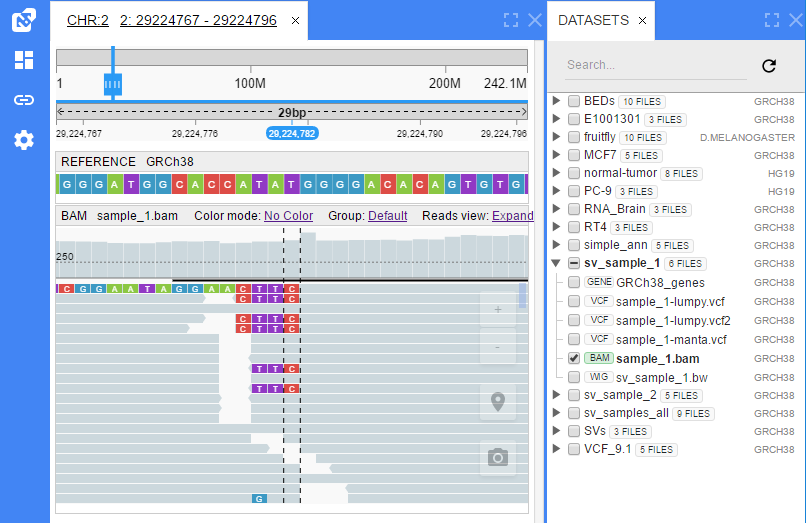 CHR:2 2: 29224767 - 29224796
1 100M 200M 242.1M
29bp
29,224,767 29,224,776 29,224,782 29,224,790 29,224,796
REFERENCE GRCh38
G G G A T G G C A C C A T A T G G G G A C A C A G T G T G
BAM sample_1.bam Color mode: No Color Group: Default Reads view: Expand
250
C G G A A T A G G A A C T T C
C T T C
C T T C
C T T C
T T C
T T C
G
+
-
DATASETS
Search...
BEDs 10 FILES GRCH38
E1001301 3 FILES GRCH38
fruitfly 10 FILES D.MELANOGASTER
MCF7 5 FILES GRCH38
normal-tumor 8 FILES HG19
PC-9 3 FILES HG19
RNA_Brain 3 FILES GRCH38
RT4 3 FILES GRCH38
simple_ann 5 FILES GRCH38
sv_sample_1 6 FILES GRCH38
GENE GRCh38_genes GRCH38
VCF sample_1-lumpy.vcf GRCH38
VCF sample_1-lumpy.vcf2 GRCH38
VCF sample_1-manta.vcf GRCH38
BAM sample_1.bam GRCH38
WIG sv_sample_1.bw GRCH38
sv_sample_2 5 FILES GRCH38
sv_samples_all 9 FILES GRCH38
SVs 3 FILES GRCH38
VCF_9.1 5 FILES GRCH38